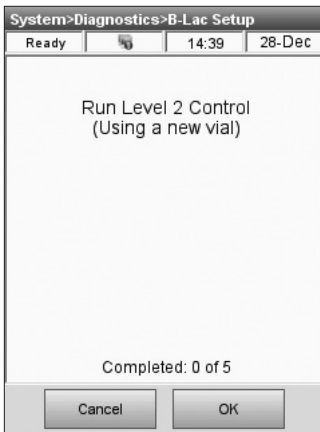 System>Diagnostics>B-Lac Setup
Ready 14:39 28-Dec
Run Level 2 Control
(Using a new vial)
Completed: 0 of 5
Cancel OK